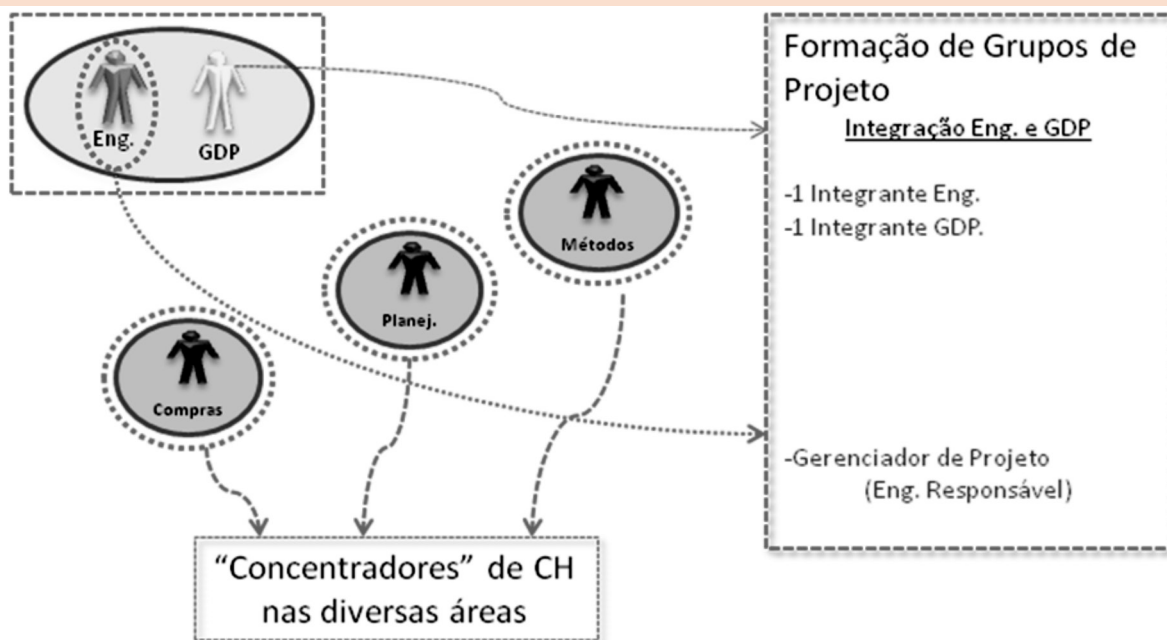 Eng.
GDP
Métodos
Planej.
Compras
“Concentradores” de CH
nas diversas áreas
Formação de Grupos de
Projeto
Integração Eng. e GDP
-1 Integrante Eng.
-1 Integrante GDP.
-Gerenciador de Projeto
(Eng. Responsável)